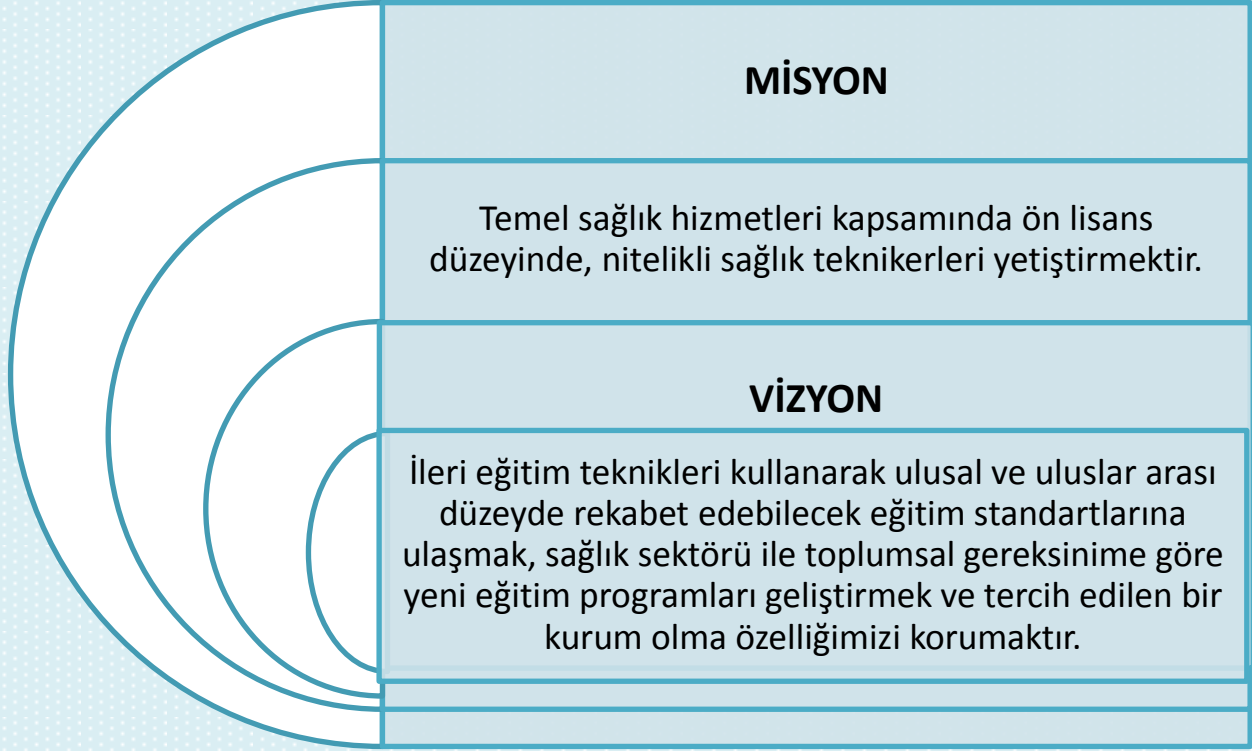 MİSYON
Temel sağlık hizmetleri kapsamında ön lisans
düzeyinde, nitelikli sağlık teknikerleri yetiştirmektir.
VİZYON
İleri eğitim teknikleri kullanarak ulusal ve uluslar arası
düzeyde rekabet edebilecek eğitim standartlarına
ulaşmak, sağlık sektörü ile toplumsal gereksinime göre
yeni eğitim programları geliştirmek ve tercih edilen bir
kurum olma özelliğimizi korumaktır.